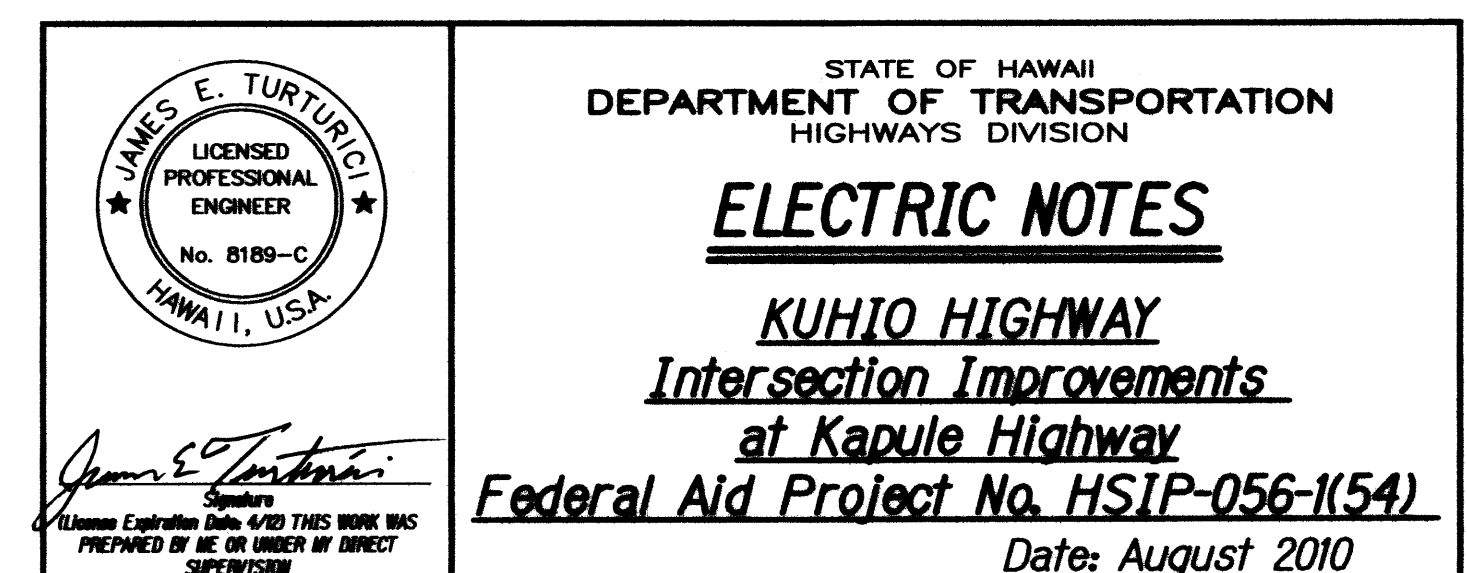 JAMES E. TURTURICI
LICENSED
PROFESSIONAL
ENGINEER
No. 8189-C
HAWAII, U.S.A.
James E Turturici
Signature
(License Expiration Date: 4/12) THIS WORK WAS
PREPARED BY ME OR UNDER MY DIRECT
SUPERVISION
STATE OF HAWAII
DEPARTMENT OF TRANSPORTATION
HIGHWAYS DIVISION
ELECTRIC NOTES
KUHIO HIGHWAY
Intersection Improvements
at Kapule Highway
Federal Aid Project No. HSIP-056-1(54)
Date: August 2010